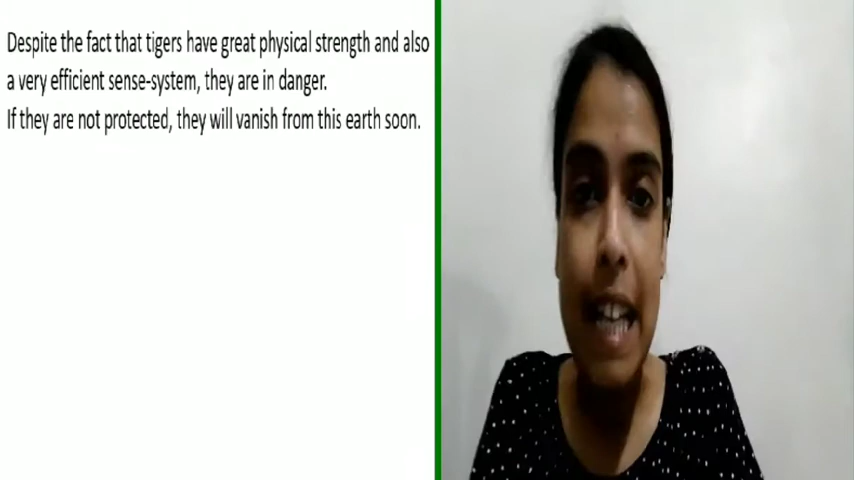 Despite the fact that tigers have great physical strength and also
a very efficient sense-system, they are in danger.
If they are not protected, they will vanish from this earth soon.